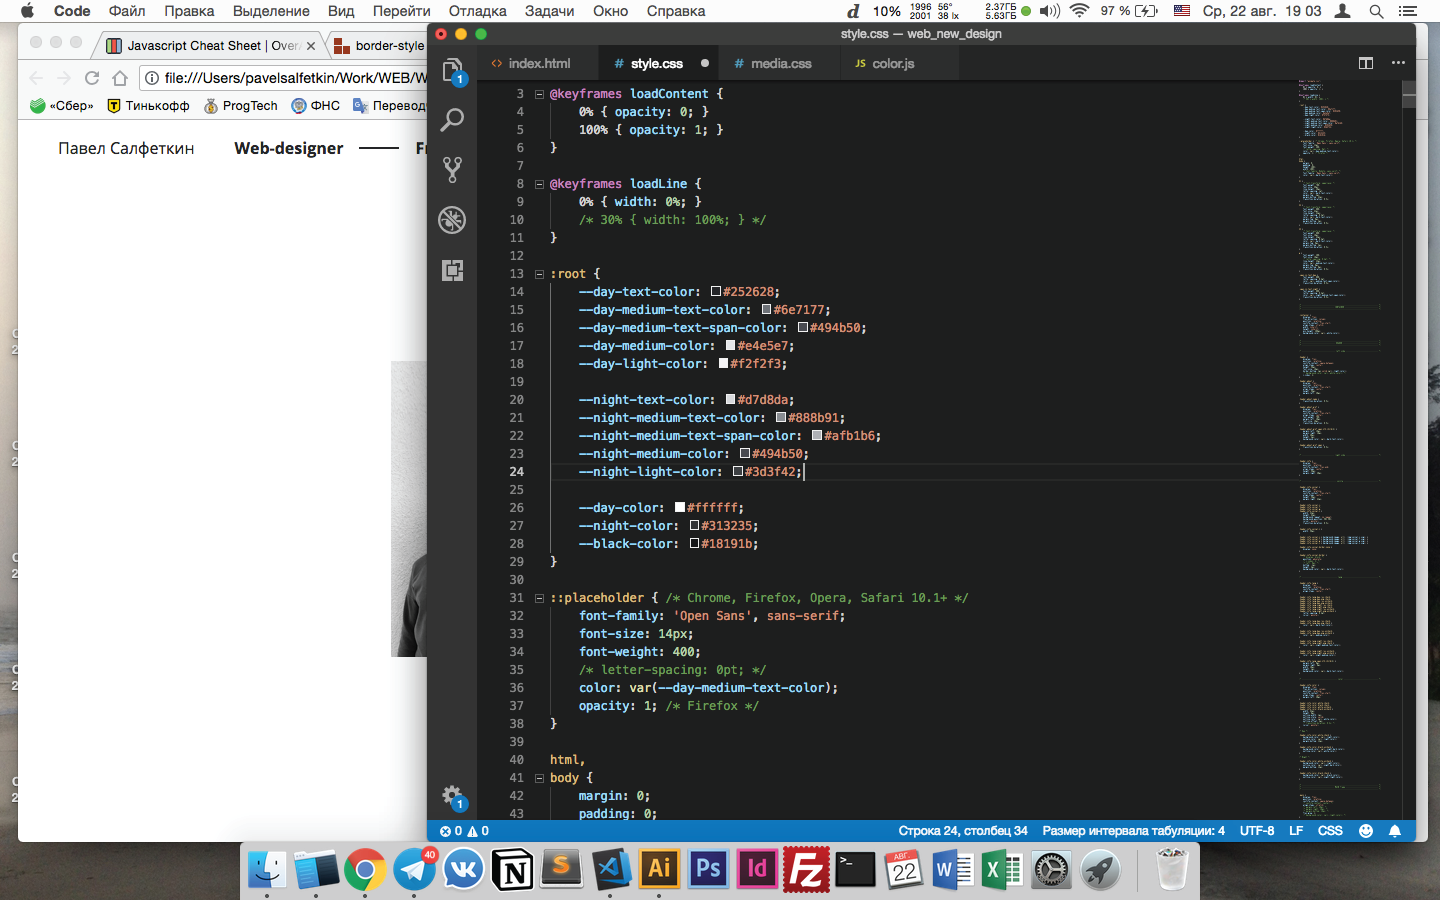 Code Файл Правка Выделение Вид Перейти Отладка Задачи Окно Справка
d 10% 1996 56° 2.37ГБ 97 % Ср, 22 авг. 19 03
2001 38 lx 5.63ГБ
Javascript Cheat Sheet | Over
border-style
file:///Users/pavelsalfetkin/Work/WEB/W
«Сбер» Тинькофф ProgTech ФНС Перевод
Павел Салфеткин Web-designer
style.css — web_new_design
index.html style.css media.css color.js
3 @keyframes loadContent {
4 0% { opacity: 0; }
5 100% { opacity: 1; }
6 }
7
8 @keyframes loadLine {
9 0% { width: 0%; }
10 /* 30% { width: 100%; } */
11 }
12
13 :root {
14 --day-text-color: #252628;
15 --day-medium-text-color: #6e7177;
16 --day-medium-text-span-color: #494b50;
17 --day-medium-color: #e4e5e7;
18 --day-light-color: #f2f2f3;
19
20 --night-text-color: #d7d8da;
21 --night-medium-text-color: #888b91;
22 --night-medium-text-span-color: #afb1b6;
23 --night-medium-color: #494b50;
24 --night-light-color: #3d3f42;
25
26 --day-color: #ffffff;
27 --night-color: #313235;
28 --black-color: #18191b;
29 }
30
31 ::placeholder { /* Chrome, Firefox, Opera, Safari 10.1+ */
32 font-family: 'Open Sans', sans-serif;
33 font-size: 14px;
34 font-weight: 400;
35 /* letter-spacing: 0pt; */
36 color: var(--day-medium-text-color);
37 opacity: 1; /* Firefox */
38 }
39
40 html,
41 body {
42 margin: 0;
43 padding: 0;
1
1
0 0 Строка 24, столбец 34 Размер интервала табуляции: 4 UTF-8 LF CSS
40 N S Ai Ps Id Fz АВГ. 22 W X